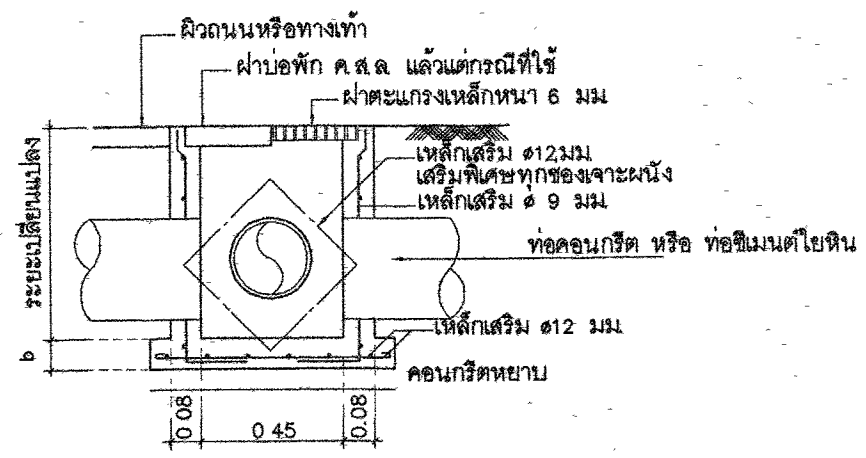 ผิวถนนหรือทางเท้า
ฝาบ่อพัก ค.ส.ล. แล้วแต่กรณีที่ใช้
ฝาตะแกรงเหล็กหนา 6 มม
เหล็กเสริม ø12มม.
เสริมพิเศษทุกช่องเจาะผนัง
เหล็กเสริม ø 9 มม
ท่อคอนกรีต หรือ ท่อซีเมนต์ใยหิน
ระยะเปลี่ยนแปลง
เหล็กเสริม ø12 มม.
b
คอนกรีตหยาบ
0 08
0 45
0 08